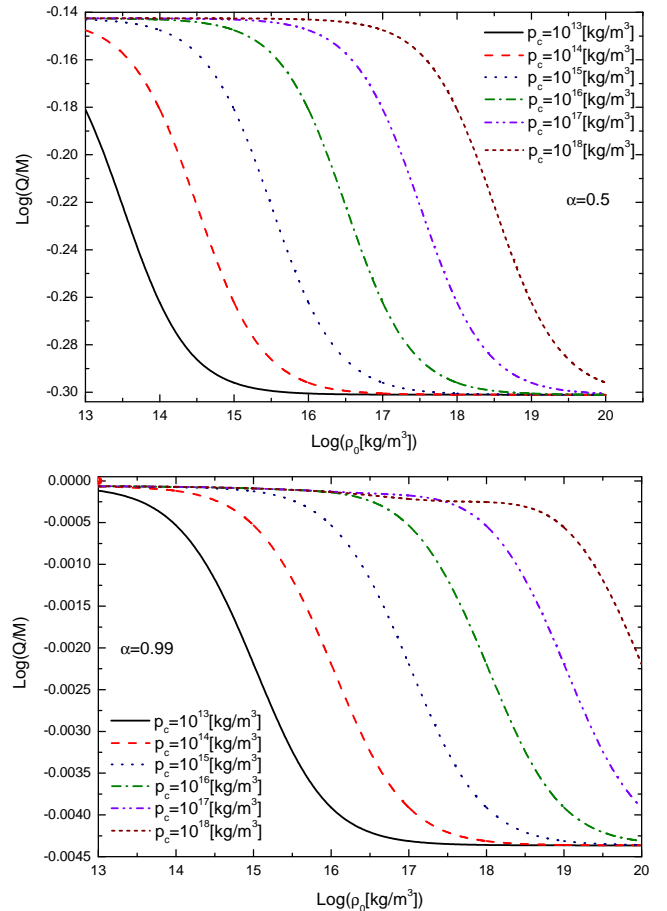 -0.14
-0.16
-0.18
-0.20
-0.22
-0.24
-0.26
-0.28
-0.30
Log(Q/M)
p_c=10^13[kg/m^3]
p_c=10^14[kg/m^3]
p_c=10^15[kg/m^3]
p_c=10^16[kg/m^3]
p_c=10^17[kg/m^3]
p_c=10^18[kg/m^3]
α=0.5
13 14 15 16 17 18 19 20
Log(ρ_0[kg/m^3])
0.0000
-0.0005
-0.0010
-0.0015
-0.0020
-0.0025
-0.0030
-0.0035
-0.0040
-0.0045
Log(Q/M)
α=0.99
p_c=10^13[kg/m^3]
p_c=10^14[kg/m^3]
p_c=10^15[kg/m^3]
p_c=10^16[kg/m^3]
p_c=10^17[kg/m^3]
p_c=10^18[kg/m^3]
13 14 15 16 17 18 19 20
Log(ρ_0[kg/m^3])